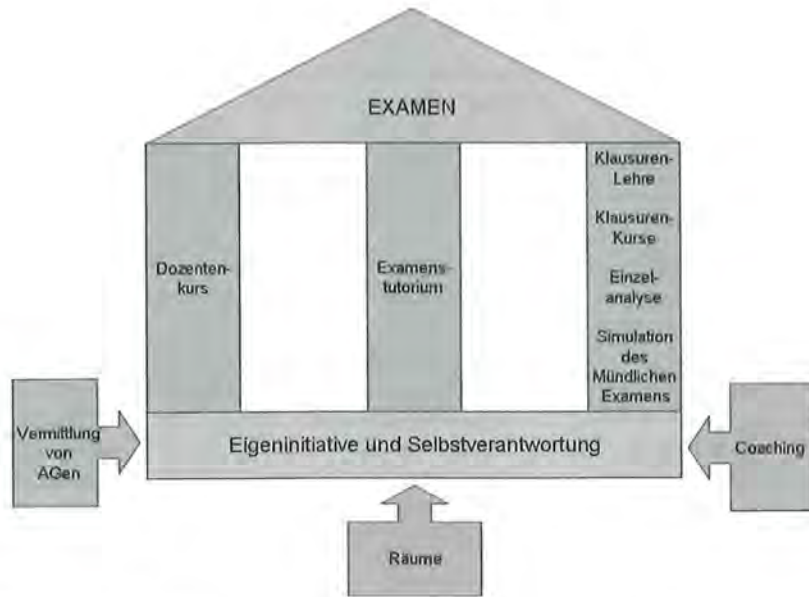 EXAMEN
Dozenten-
kurs
Examens-
tutorium
Klausuren-
Lehre
Klausuren-
Kurse
Einzel-
analyse
Simulation
des
Mündlichen
Examens
Eigeninitiative und Selbstverantwortung
Vermittlung
von
AGen
Räume
Coaching